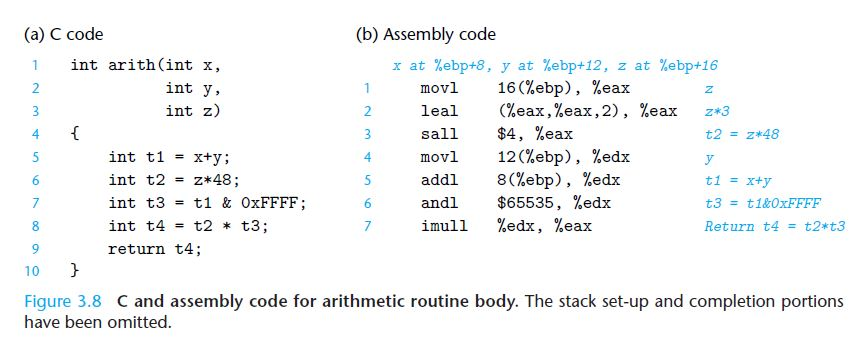 (a) C code
1 int arith(int x,
2 int y,
3 int z)
4 {
5 int t1 = x+y;
6 int t2 = z*48;
7 int t3 = t1 & 0xFFFF;
8 int t4 = t2 * t3;
9 return t4;
10 }
(b) Assembly code
x at %ebp+8, y at %ebp+12, z at %ebp+16
1 movl 16(%ebp), %eax z
2 leal (%eax,%eax,2), %eax z*3
3 sall $4, %eax t2 = z*48
4 movl 12(%ebp), %edx y
5 addl 8(%ebp), %edx t1 = x+y
6 andl $65535, %edx t3 = t1&0xFFFF
7 imull %edx, %eax Return t4 = t2*t3
Figure 3.8 C and assembly code for arithmetic routine body. The stack set-up and completion portions
have been omitted.